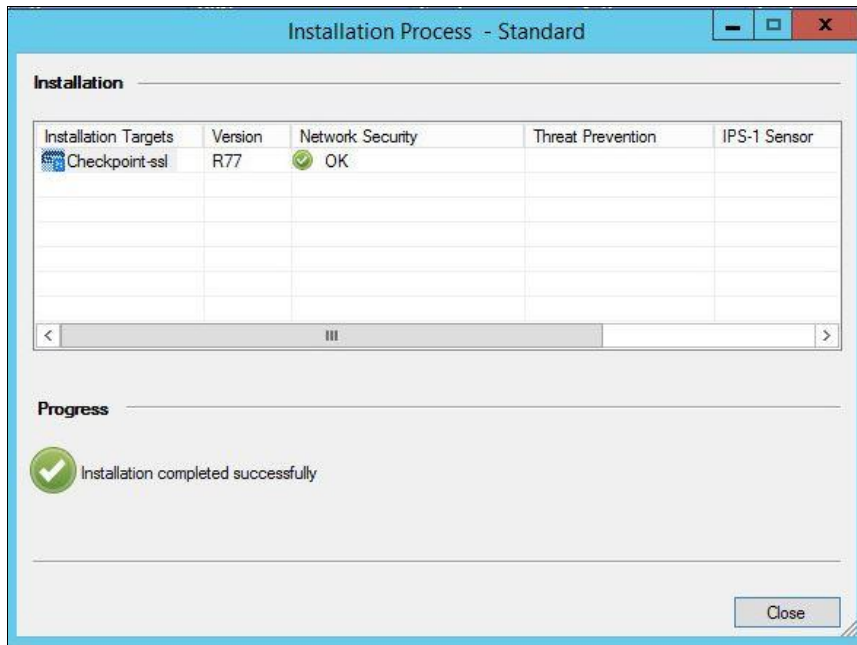 Installation Process - Standard
Installation
Installation Targets Version Network Security Threat Prevention IPS-1 Sensor
Checkpoint-ssl R77 OK
Progress
Installation completed successfully
Close